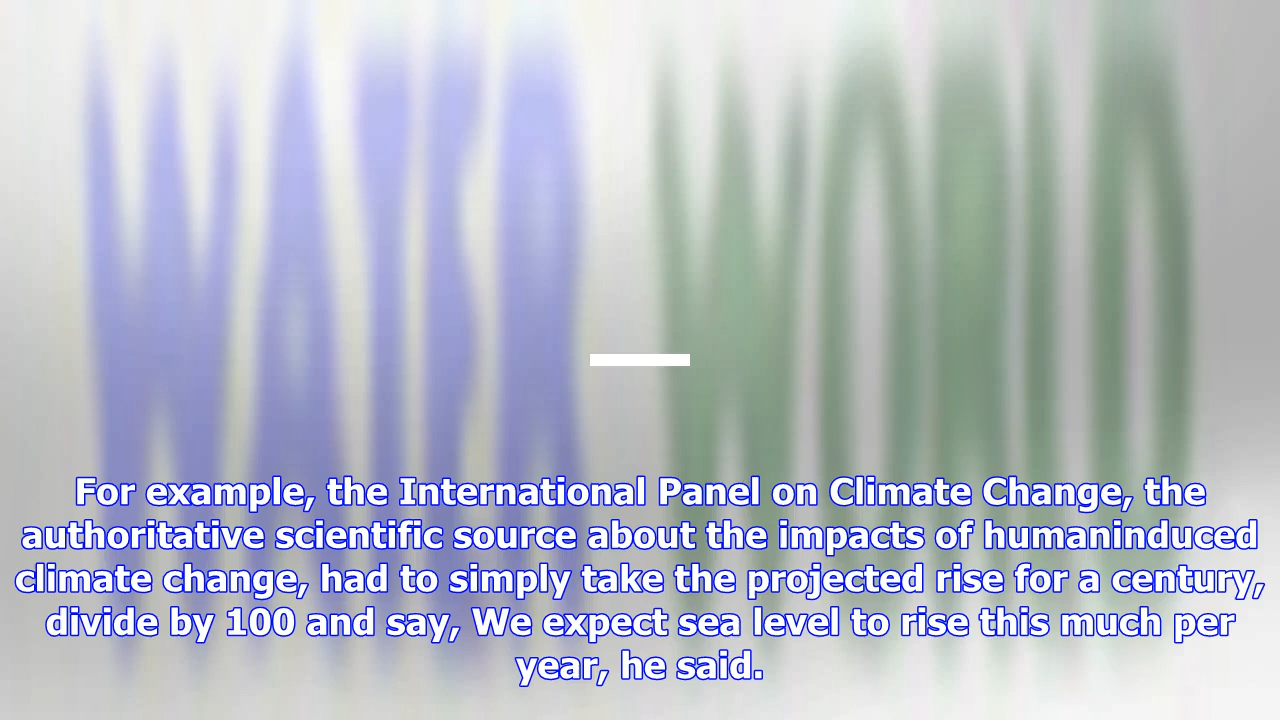 For example, the International Panel on Climate Change, the
authoritative scientific source about the impacts of humaninduced
climate change, had to simply take the projected rise for a century,
divide by 100 and say, We expect sea level to rise this much per
year, he said.